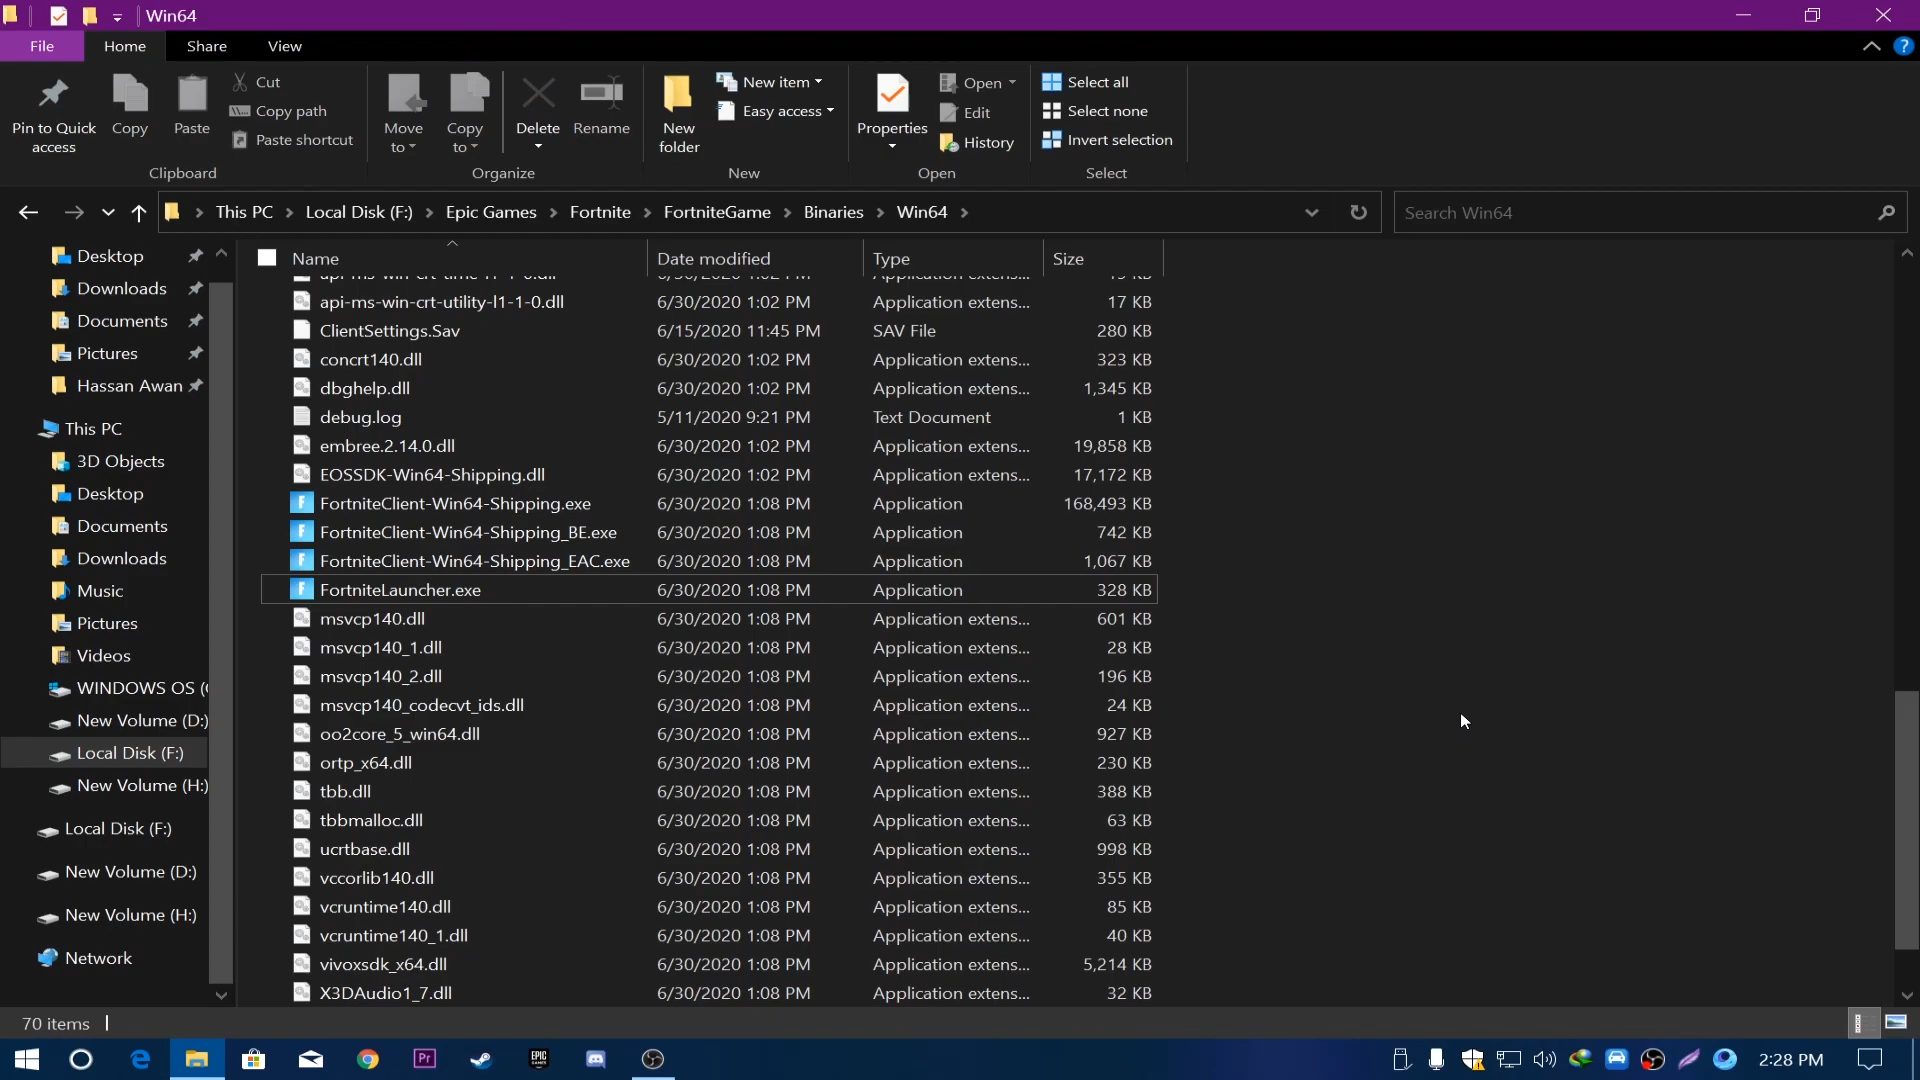 Win64
File Home Share View
Pin to Quick access
Copy
Paste
Cut
Copy path
Paste shortcut
Clipboard
Move to
Copy to
Delete
Rename
Organize
New folder
New item
Easy access
New
Properties
Open
Edit
History
Open
Select all
Select none
Invert selection
Select
This PC Local Disk (F:) Epic Games Fortnite FortniteGame Binaries Win64
Search Win64
Desktop
Downloads
Documents
Pictures
Hassan Awan
This PC
3D Objects
Desktop
Documents
Downloads
Music
Pictures
Videos
WINDOWS OS (
New Volume (D:)
Local Disk (F:)
New Volume (H:)
Local Disk (F:)
New Volume (D:)
New Volume (H:)
Network
Name Date modified Type Size
api-ms-win-crt-utility-l1-1-0.dll 6/30/2020 1:02 PM Application extens... 17 KB
ClientSettings.Sav 6/15/2020 11:45 PM SAV File 280 KB
concrt140.dll 6/30/2020 1:02 PM Application extens... 323 KB
dbghelp.dll 6/30/2020 1:02 PM Application extens... 1,345 KB
debug.log 5/11/2020 9:21 PM Text Document 1 KB
embree.2.14.0.dll 6/30/2020 1:02 PM Application extens... 19,858 KB
EOSSDK-Win64-Shipping.dll 6/30/2020 1:02 PM Application extens... 17,172 KB
FortniteClient-Win64-Shipping.exe 6/30/2020 1:08 PM Application 168,493 KB
FortniteClient-Win64-Shipping_BE.exe 6/30/2020 1:08 PM Application 742 KB
FortniteClient-Win64-Shipping_EAC.exe 6/30/2020 1:08 PM Application 1,067 KB
FortniteLauncher.exe 6/30/2020 1:08 PM Application 328 KB
msvcp140.dll 6/30/2020 1:08 PM Application extens... 601 KB
msvcp140_1.dll 6/30/2020 1:08 PM Application extens... 28 KB
msvcp140_2.dll 6/30/2020 1:08 PM Application extens... 196 KB
msvcp140_codecvt_ids.dll 6/30/2020 1:08 PM Application extens... 24 KB
oo2core_5_win64.dll 6/30/2020 1:08 PM Application extens... 927 KB
ortp_x64.dll 6/30/2020 1:08 PM Application extens... 230 KB
tbb.dll 6/30/2020 1:08 PM Application extens... 388 KB
tbbmalloc.dll 6/30/2020 1:08 PM Application extens... 63 KB
ucrtbase.dll 6/30/2020 1:08 PM Application extens... 998 KB
vccorlib140.dll 6/30/2020 1:08 PM Application extens... 355 KB
vcruntime140.dll 6/30/2020 1:08 PM Application extens... 85 KB
vcruntime140_1.dll 6/30/2020 1:08 PM Application extens... 40 KB
vivoxsdk_x64.dll 6/30/2020 1:08 PM Application extens... 5,214 KB
X3DAudio1_7.dll 6/30/2020 1:08 PM Application extens... 32 KB
70 items
Pr
EPIC GAMES
2:28 PM